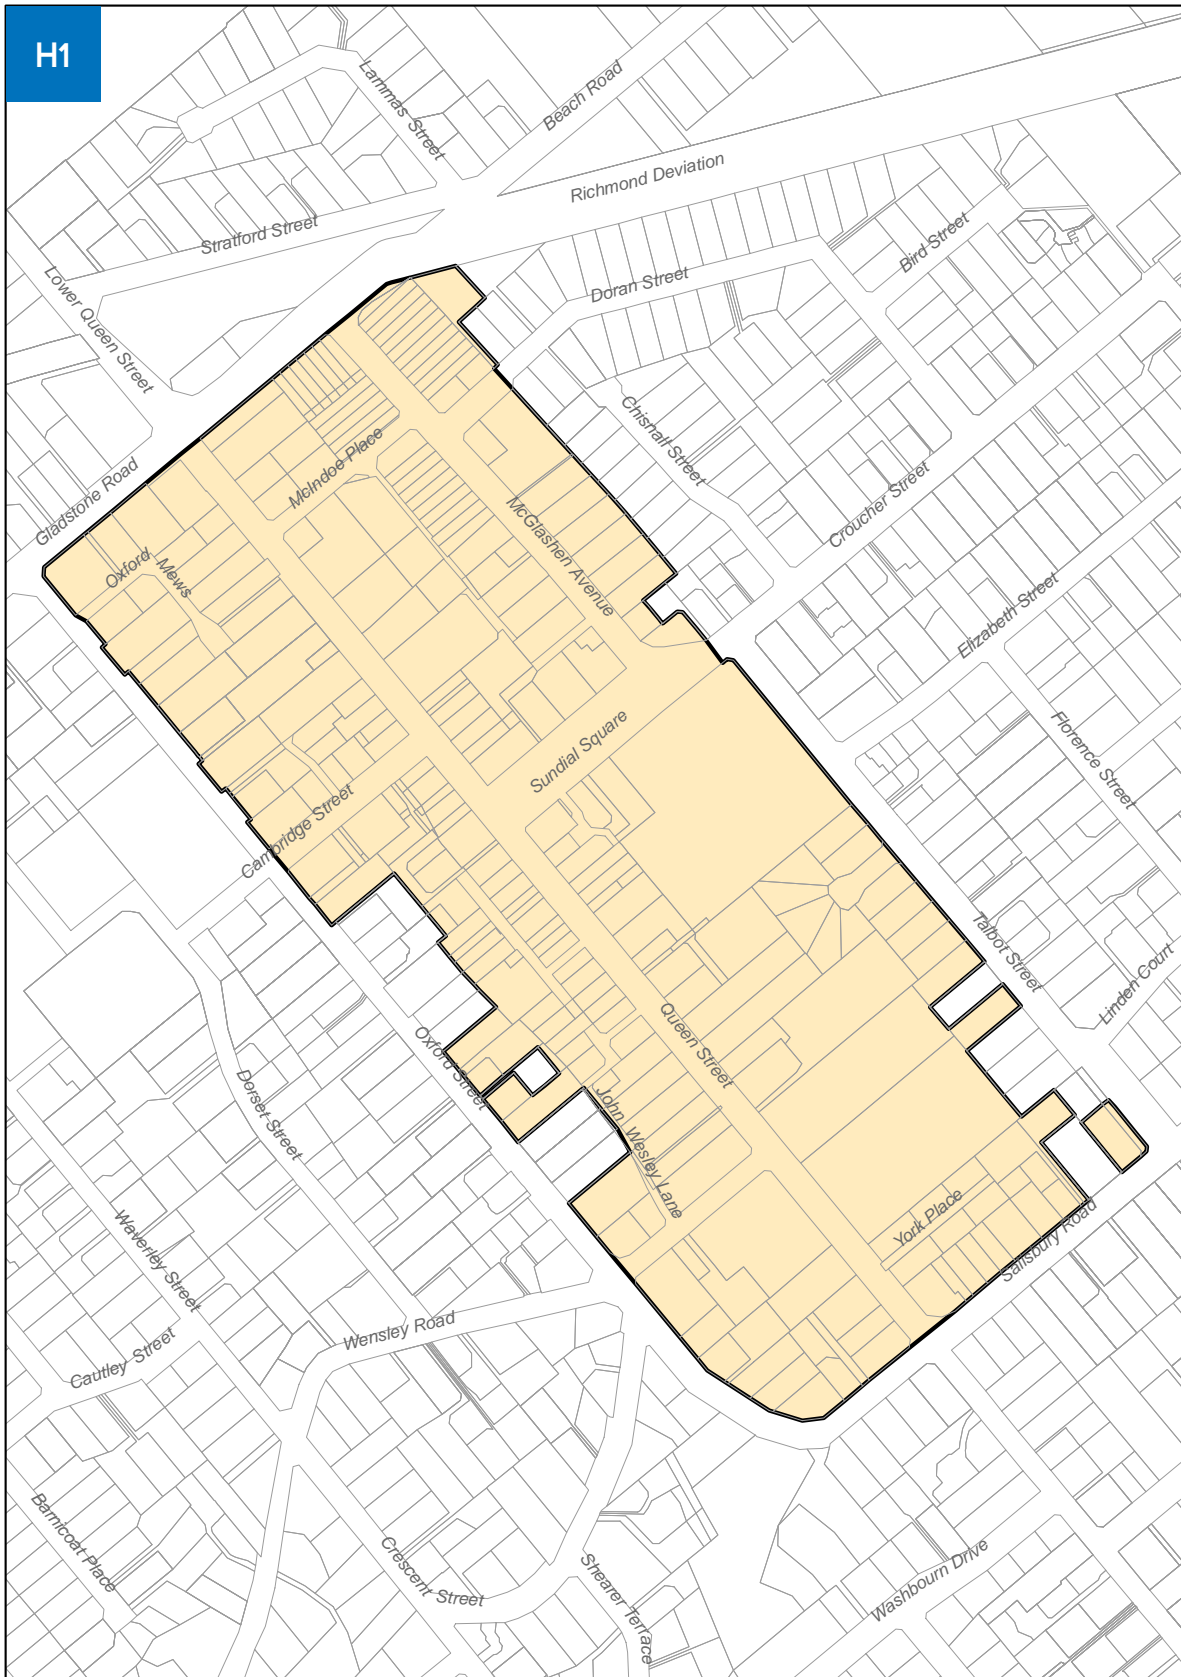 H1
Lammas Street
Beach Road
Richmond Deviation
Stratford Street
Bird Street
Lower Queen Street
Doran Street
Chisnall Street
McIndoe Place
Gladstone Road
Croucher Street
McGlashen Avenue
Oxford Mews
Elizabeth Street
Florence Street
Sundial Square
Cambridge Street
Talbot Street
Linden Court
Queen Street
Oxford Street
Dorset Street
John Wesley Lane
York Place
Salisbury Road
Waverley Street
Wensley Road
Cautley Street
Barnicoat Place
Crescent Street
Shearer Terrace
Washbourn Drive